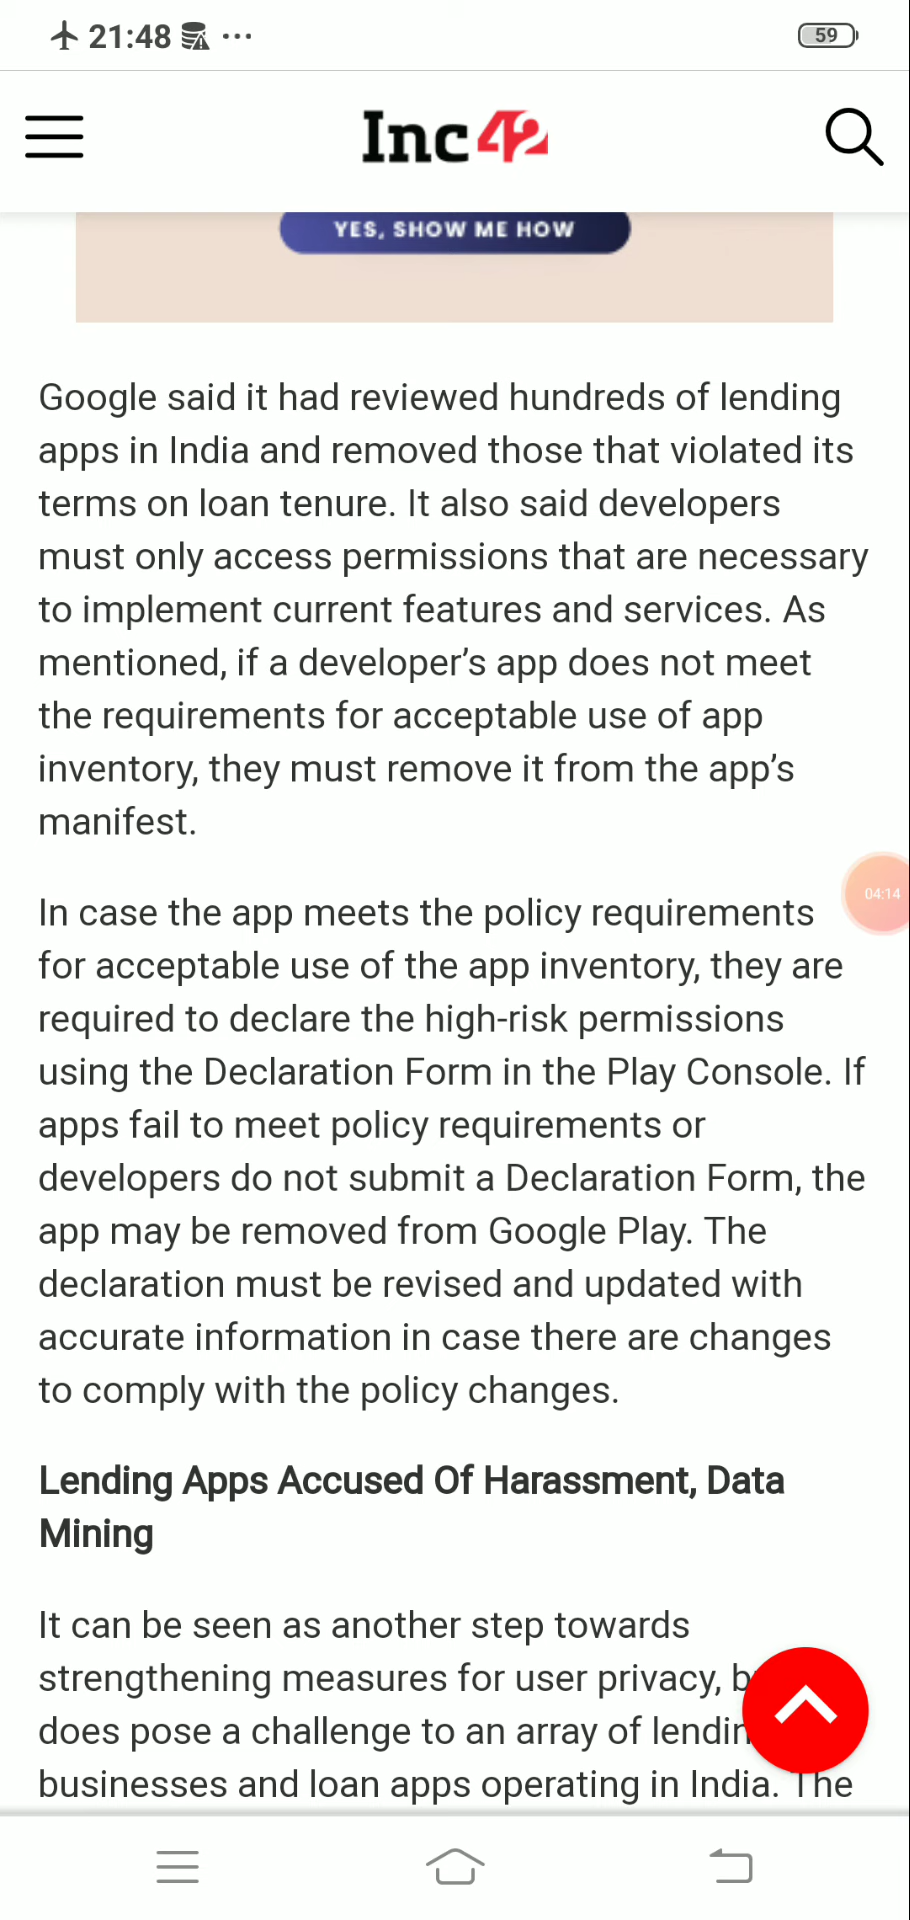 21:48 ...
59
Inc42
YES, SHOW ME HOW
Google said it had reviewed hundreds of lending
apps in India and removed those that violated its
terms on loan tenure. It also said developers
must only access permissions that are necessary
to implement current features and services. As
mentioned, if a developer’s app does not meet
the requirements for acceptable use of app
inventory, they must remove it from the app’s
manifest.
04:14
In case the app meets the policy requirements
for acceptable use of the app inventory, they are
required to declare the high-risk permissions
using the Declaration Form in the Play Console. If
apps fail to meet policy requirements or
developers do not submit a Declaration Form, the
app may be removed from Google Play. The
declaration must be revised and updated with
accurate information in case there are changes
to comply with the policy changes.
Lending Apps Accused Of Harassment, Data
Mining
It can be seen as another step towards
strengthening measures for user privacy,
does pose a challenge to an array of
businesses and loan apps operating in India. The